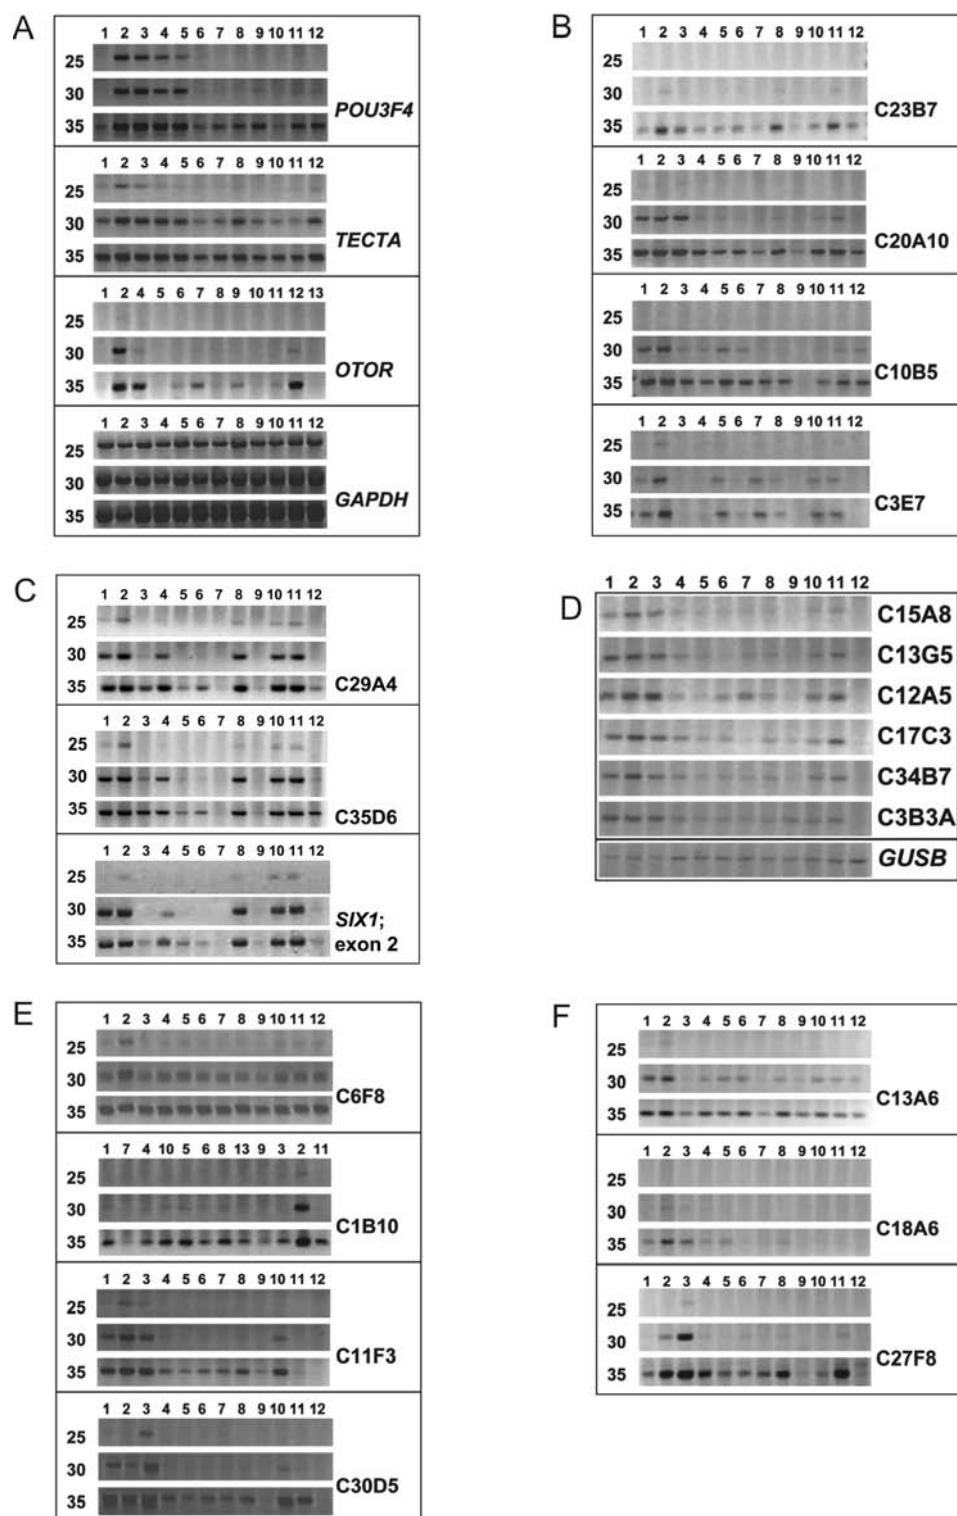 A
1 2 3 4 5 6 7 8 9 10 11 12
25
30
POU3F4
35
1 2 3 4 5 6 7 8 9 10 11 12
25
30
TECTA
35
1 2 4 5 6 7 8 9 10 11 12 13
25
30
OTOR
35
1 2 3 4 5 6 7 8 9 10 11 12
25
30
GAPDH
35
B
1 2 3 4 5 6 7 8 9 10 11 12
25
30
C23B7
35
1 2 3 4 5 6 7 8 9 10 11 12
25
30
C20A10
35
1 2 3 4 5 6 7 8 9 10 11 12
25
30
C10B5
35
1 2 3 4 5 6 7 8 9 10 11 12
25
30
C3E7
35
C
1 2 3 4 5 6 7 8 9 10 11 12
25
30
C29A4
35
1 2 3 4 5 6 7 8 9 10 11 12
25
30
C35D6
35
1 2 3 4 5 6 7 8 9 10 11 12
25
30
SIX1;
exon 2
35
D
1 2 3 4 5 6 7 8 9 10 11 12
C15A8
C13G5
C12A5
C17C3
C34B7
C3B3A
GUSB
E
1 2 3 4 5 6 7 8 9 10 11 12
25
30
C6F8
35
1 7 4 10 5 6 8 13 9 3 2 11
25
30
C1B10
35
1 2 3 4 5 6 7 8 9 10 11 12
25
30
C11F3
35
1 2 3 4 5 6 7 8 9 10 11 12
25
30
C30D5
35
F
1 2 3 4 5 6 7 8 9 10 11 12
25
30
C13A6
35
1 2 3 4 5 6 7 8 9 10 11 12
25
30
C18A6
35
1 2 3 4 5 6 7 8 9 10 11 12
25
30
C27F8
35